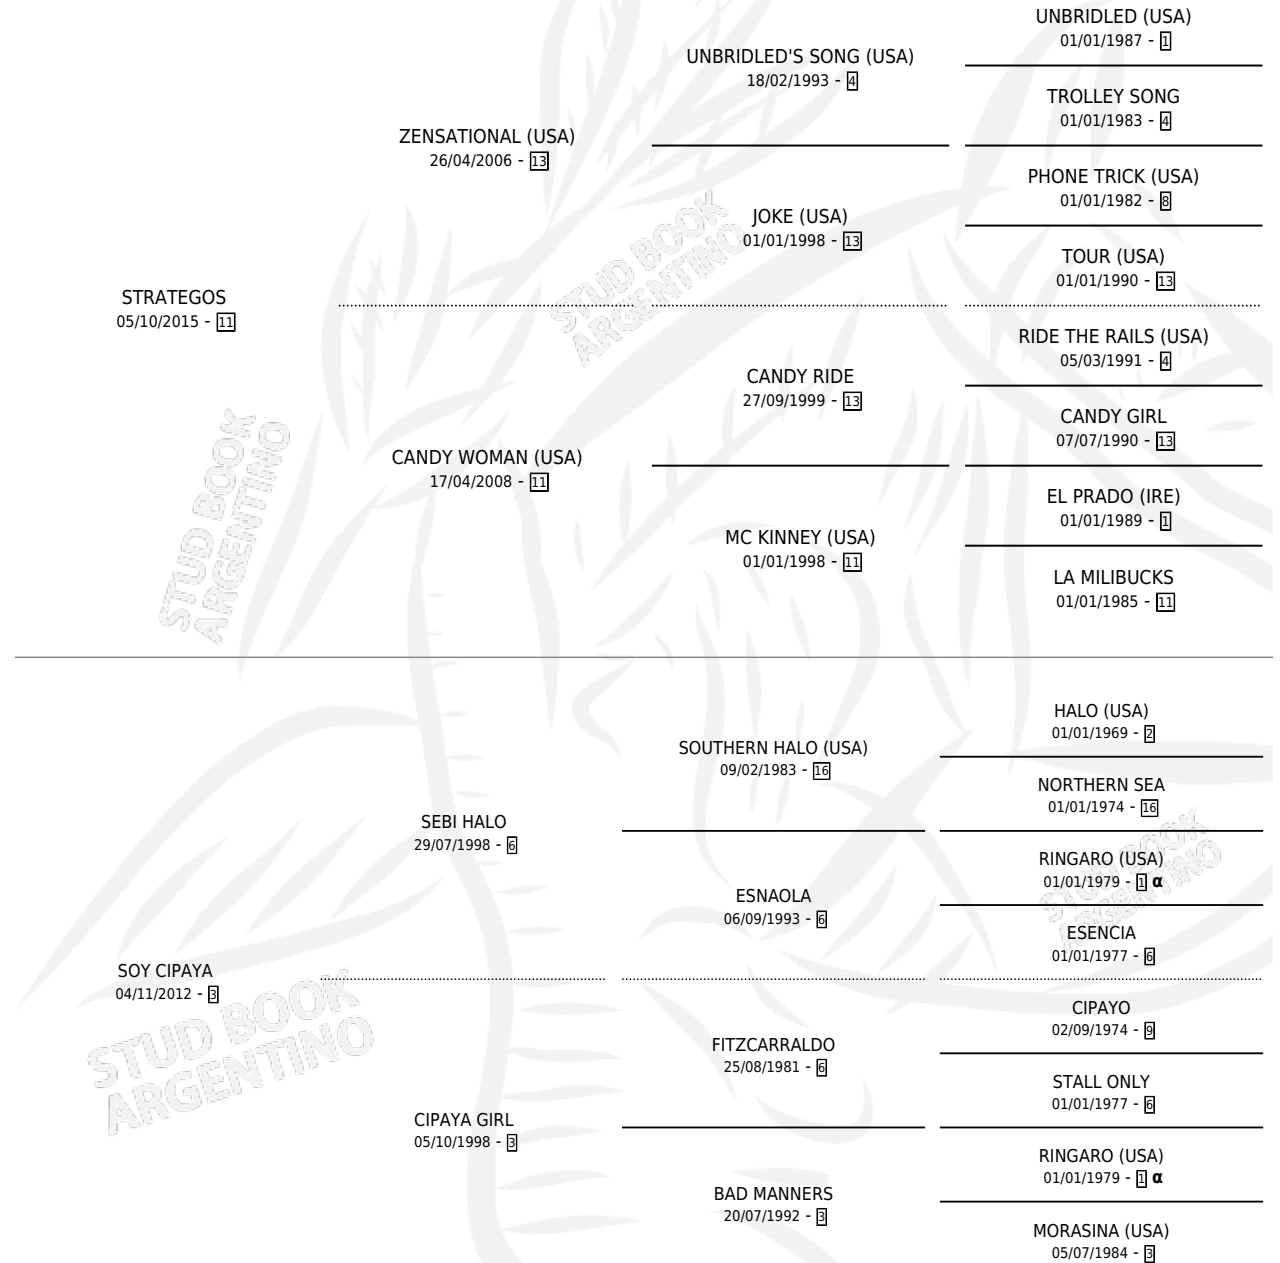 UNBRIDLED (USA)
01/01/1987 - 1
UNBRIDLED'S SONG (USA)
18/02/1993 - 4
TROLLEY SONG
01/01/1983 - 4
ZENSATIONAL (USA)
26/04/2006 - 13
PHONE TRICK (USA)
01/01/1982 - 8
JOKE (USA)
01/01/1998 - 13
TOUR (USA)
01/01/1990 - 13
STRATEGOS
05/10/2015 - 11
RIDE THE RAILS (USA)
05/03/1991 - 4
CANDY RIDE
27/09/1999 - 13
CANDY GIRL
07/07/1990 - 13
CANDY WOMAN (USA)
17/04/2008 - 11
EL PRADO (IRE)
01/01/1989 - 1
MC KINNEY (USA)
01/01/1998 - 11
LA MILIBUCKS
01/01/1985 - 11
HALO (USA)
01/01/1969 - 2
SOUTHERN HALO (USA)
09/02/1983 - 16
NORTHERN SEA
01/01/1974 - 16
SEBI HALO
29/07/1998 - 6
RINGARO (USA)
01/01/1979 - 1 α
ESNAOLA
06/09/1993 - 6
ESENCIA
01/01/1977 - 6
SOY CIPAYA
04/11/2012 - 3
CIPAYO
02/09/1974 - 9
FITZCARRALDO
25/08/1981 - 6
STALL ONLY
01/01/1977 - 6
CIPAYA GIRL
05/10/1998 - 3
RINGARO (USA)
01/01/1979 - 1 α
BAD MANNERS
20/07/1992 - 3
MORASINA (USA)
05/07/1984 - 3
STUD BOOK
ARGENTINO
STUD BOOK
ARGENTINO
STUD BOOK
ARGENTINO
STUD BOOK
ARGENTINO